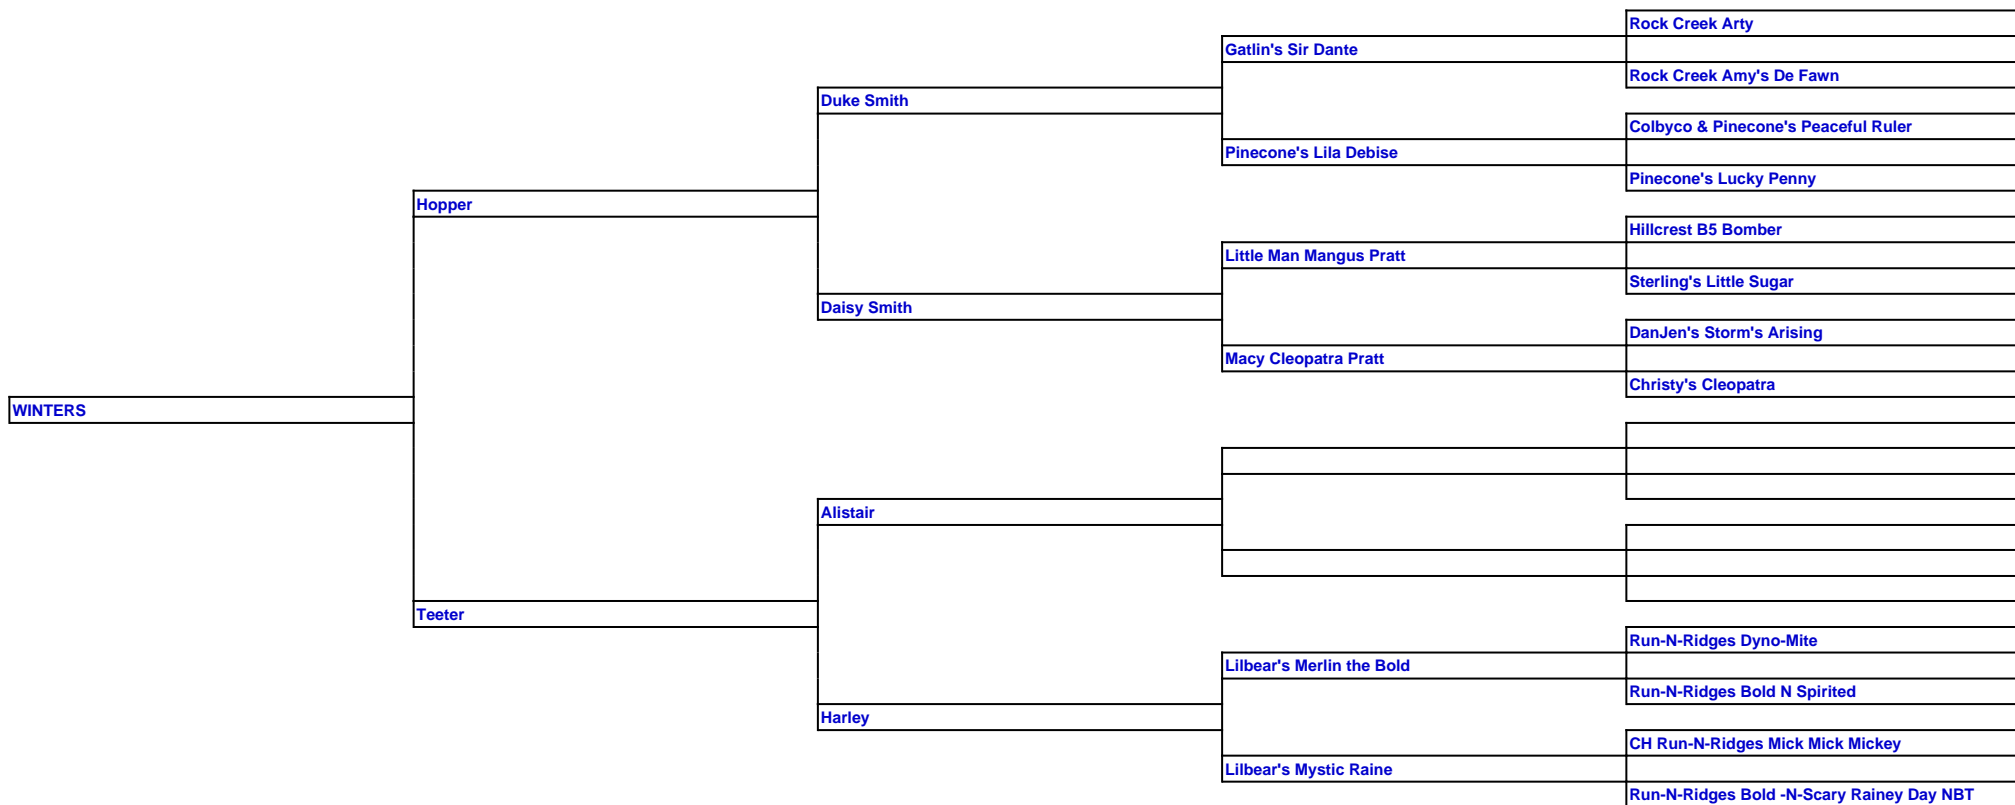 Rock Creek Arty
Gatlin's Sir Dante
Rock Creek Amy's De Fawn
Duke Smith
Colbyco & Pinecone's Peaceful Ruler
Pinecone's Lila Debise
Pinecone's Lucky Penny
Hopper
Hillcrest B5 Bomber
Little Man Mangus Pratt
Sterling's Little Sugar
Daisy Smith
DanJen's Storm's Arising
Macy Cleopatra Pratt
Christy's Cleopatra
WINTERS
Alistair
Teeter
Run-N-Ridges Dyno-Mite
Lilbear's Merlin the Bold
Run-N-Ridges Bold N Spirited
Harley
CH Run-N-Ridges Mick Mick Mickey
Lilbear's Mystic Raine
Run-N-Ridges Bold -N-Scary Rainey Day NBT